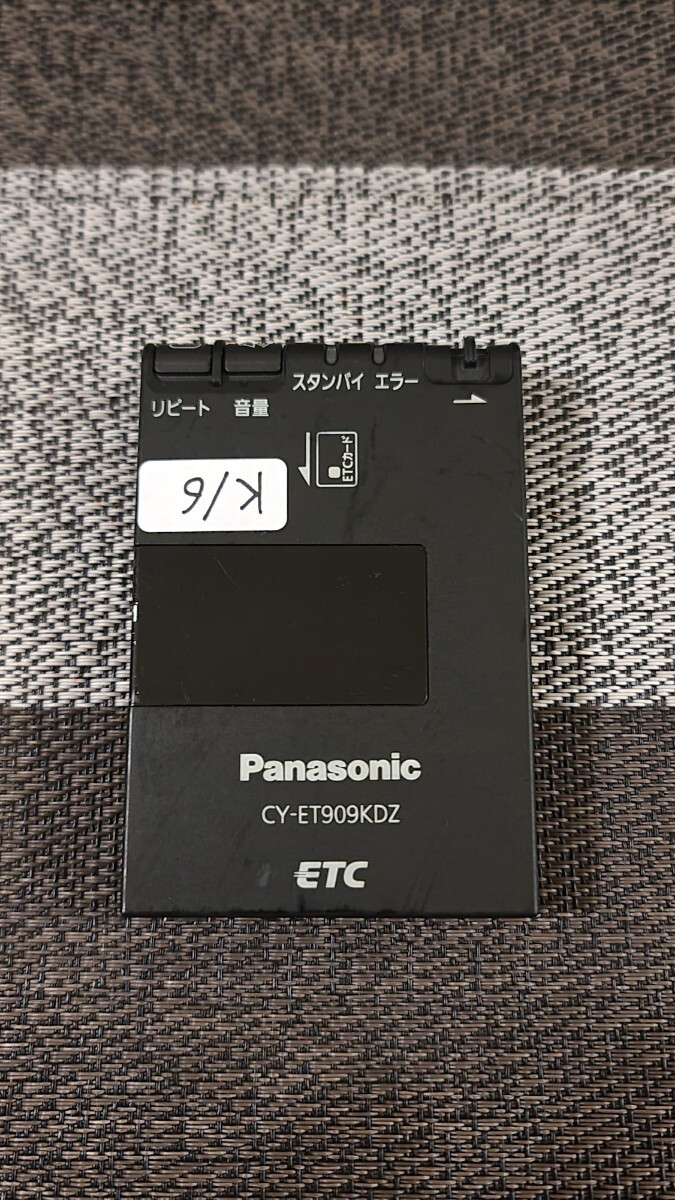 スタンバイ エラー
リピート 音量
ETCカード
K/6
Panasonic
CY-ET909KDZ
ETC